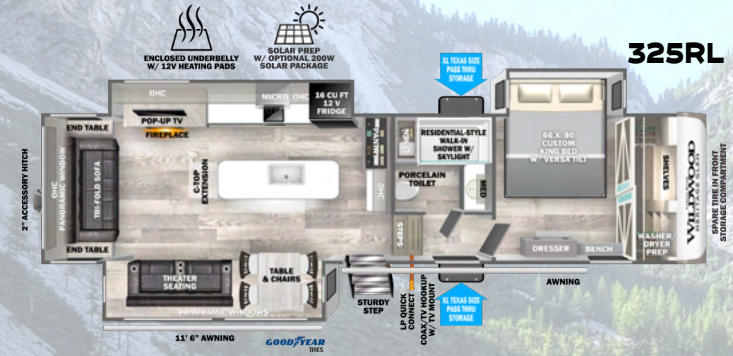 325RL
ENCLOSED UNDERBELLY
W/ 12V HEATING PADS
SOLAR PREP
W/ OPTIONAL 200W
SOLAR PACKAGE
XL TEXAS SIZE
PASS THRU
STORAGE
OHC
MICRO
OHC
16 CU FT
12 V
FRIDGE
POP-UP TV
FIREPLACE
END TABLE
OHC
PANORAMIC WINDOW
TRI-FOLD SOFA
END TABLE
2" ACCESSORY HITCH
C-TOP
EXTENSION
PANTRY
OHC
RESIDENTIAL-STYLE
WALK-IN
SHOWER W/
SKYLIGHT
PORCELAIN
TOILET
MED
STEPS
66 X 80
CUSTOM
KING BED
W/ VERSA TILT
SHELVES
WILDWOOD
HERITAGE GLEN
SPARE TIRE IN FRONT
STORAGE COMPARTMENT
WASHER/
DRYER
PREP
DRESSER
BENCH
THEATER
SEATING
TABLE
& CHAIRS
PANORAMIC WINDOWS
STURDY
STEP
LP QUICK
CONNECT
COAX/TV HOOKUP
W/ TV MOUNT
XL TEXAS SIZE
PASS THRU
STORAGE
AWNING
11' 6" AWNING
GOODYEAR
TIRES